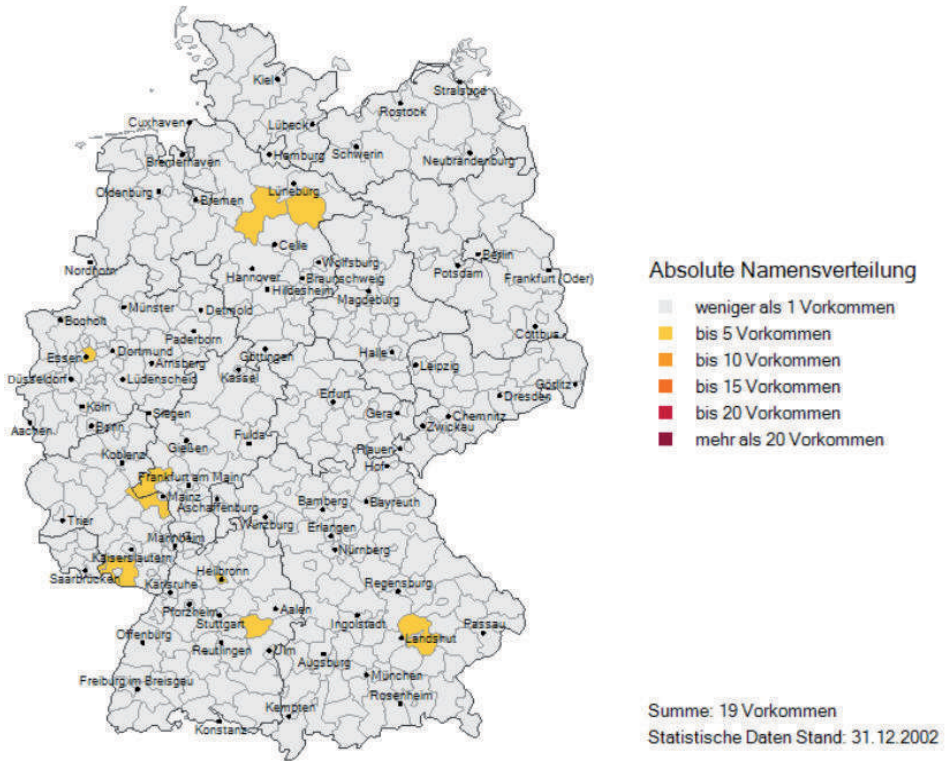 Kiel
Stralsund
Rostock
Cuxhaven
Lübeck
Hamburg
Schwerin
Bremerhaven
Neubrandenburg
Oldenburg
Lüneburg
Bremen
Celle
Berlin
Nordhorn
Wolfsburg
Potsdam
Hannover
Braunschweig
Frankfurt (Oder)
Hildesheim
Magdeburg
Münster
Detmold
Bocholt
Cottbus
Paderborn
Essen
Dortmund
Göttingen
Halle
Arnsberg
Leipzig
Düsseldorf
Lüdenscheid
Kassel
Görlitz
Erfurt
Dresden
Köln
Siegen
Gera
Chemnitz
Aachen
Bonn
Zwickau
Gießen
Fulda
Koblenz
Plauen
Hof
Frankfurt am Main
Mainz
Aschaffenburg
Bamberg
Bayreuth
Trier
Würzburg
Erlangen
Mannheim
Nürnberg
Kaiserslautern
Saarbrücken
Heilbronn
Karlsruhe
Regensburg
Pforzheim
Aalen
Stuttgart
Ingolstadt
Passau
Offenburg
Landshut
Reutlingen
Ulm
Augsburg
München
Freiburg im Breisgau
Rosenheim
Kempten
Konstanz
Absolute Namensverteilung
weniger als 1 Vorkommen
bis 5 Vorkommen
bis 10 Vorkommen
bis 15 Vorkommen
bis 20 Vorkommen
mehr als 20 Vorkommen
Summe: 19 Vorkommen
Statistische Daten Stand: 31.12.2002